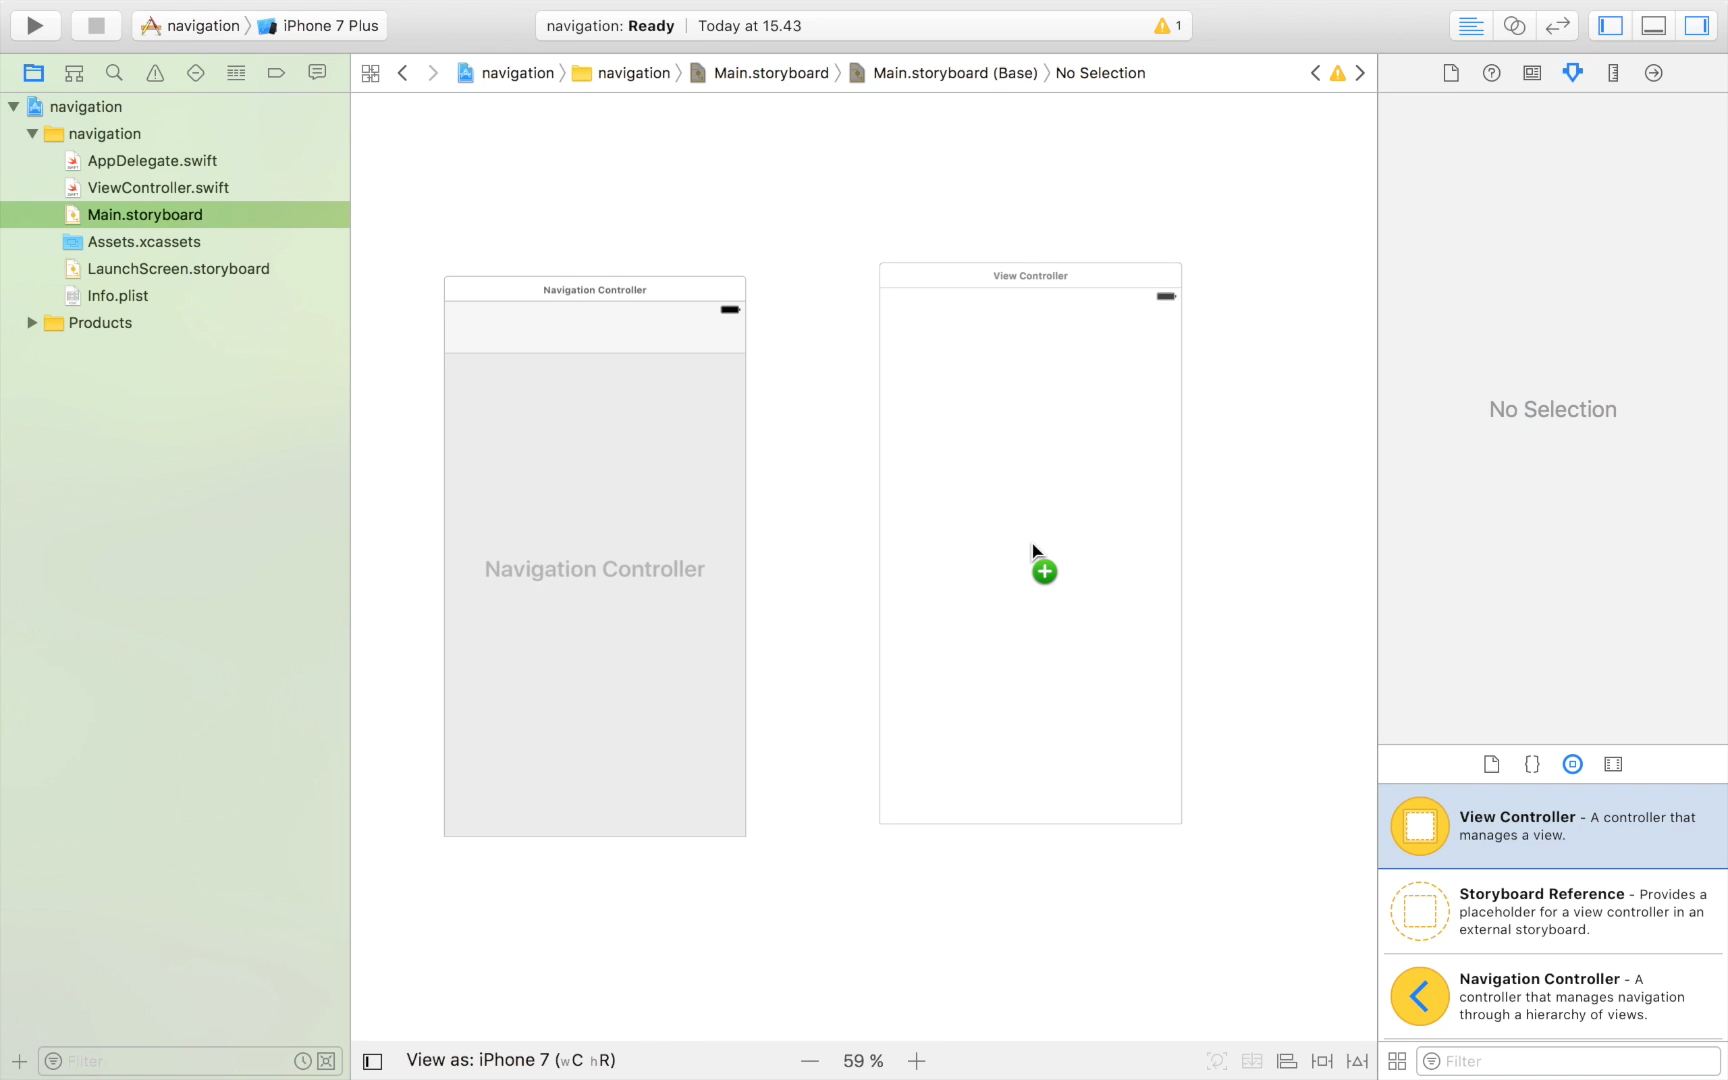 navigation iPhone 7 Plus
navigation: Ready Today at 15.43 1
navigation navigation Main.storyboard Main.storyboard (Base) No Selection
navigation
navigation
AppDelegate.swift
ViewController.swift
Main.storyboard
Assets.xcassets
LaunchScreen.storyboard
Info.plist
Products
Filter
Navigation Controller
Navigation Controller
View Controller
View as: iPhone 7 (wC hR)
59 %
No Selection
View Controller - A controller that
manages a view.
Storyboard Reference - Provides a
placeholder for a view controller in an
external storyboard.
Navigation Controller - A
controller that manages navigation
through a hierarchy of views.
Filter